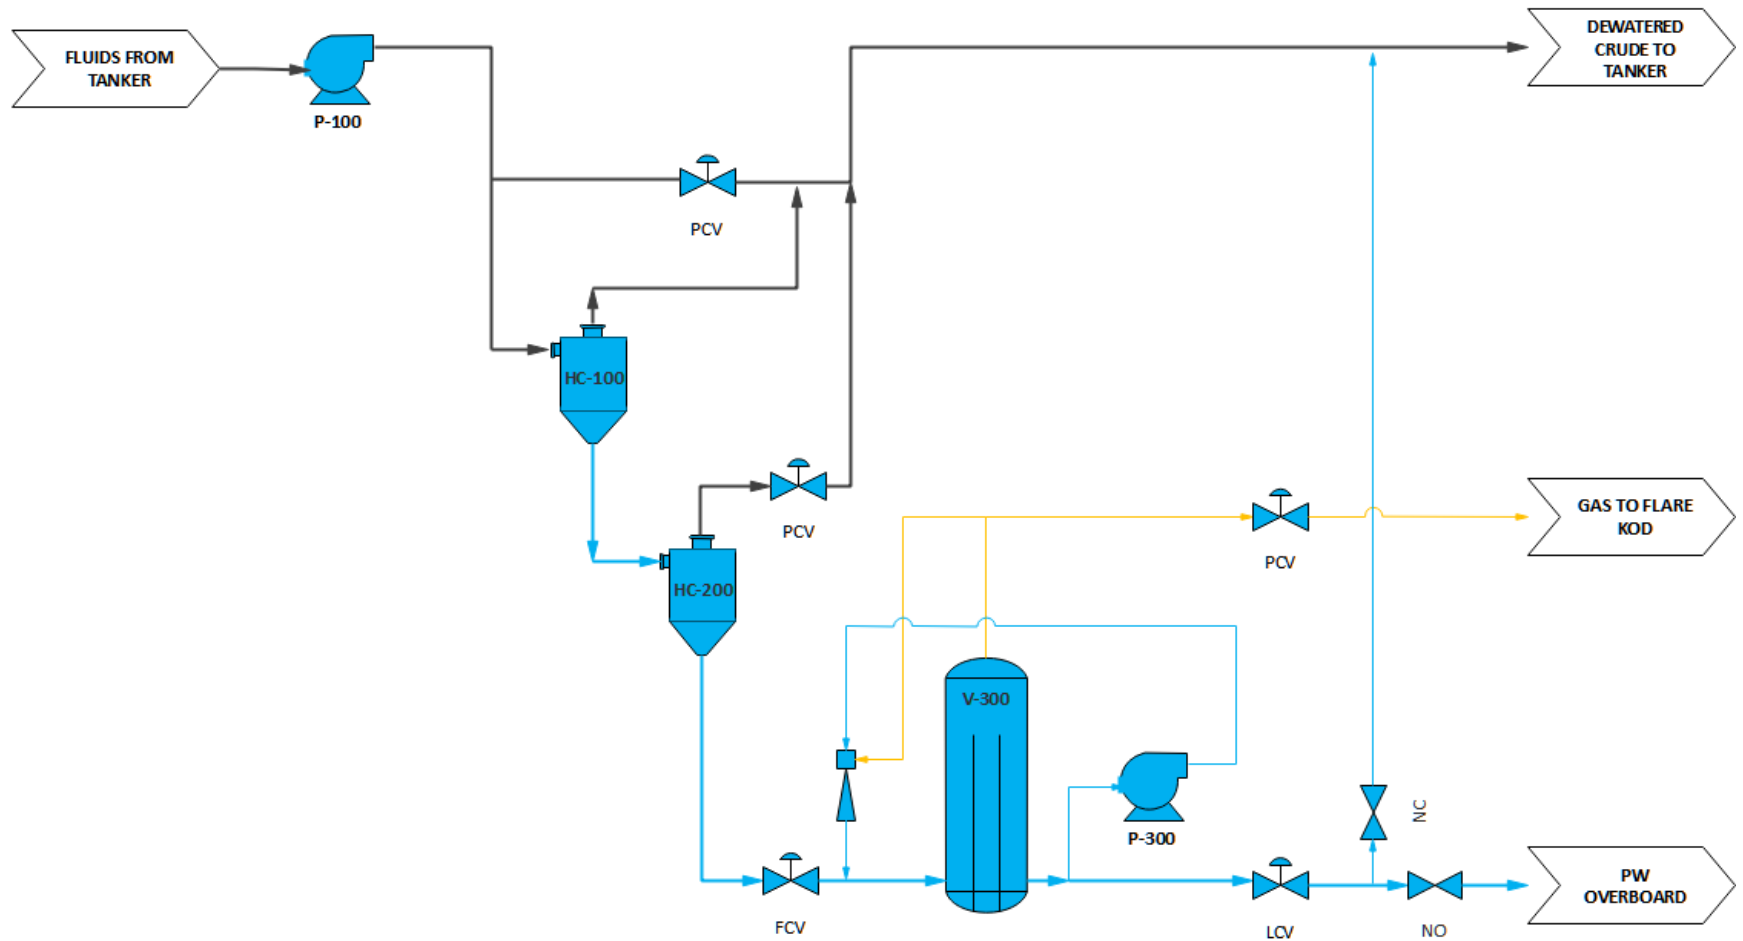 FLUIDS FROM
TANKER
P-100
DEWATERED
CRUDE TO
TANKER
PCV
HC-100
PCV
HC-200
GAS TO FLARE
KOD
PCV
V-300
P-300
NC
FCV
LCV
NO
PW
OVERBOARD